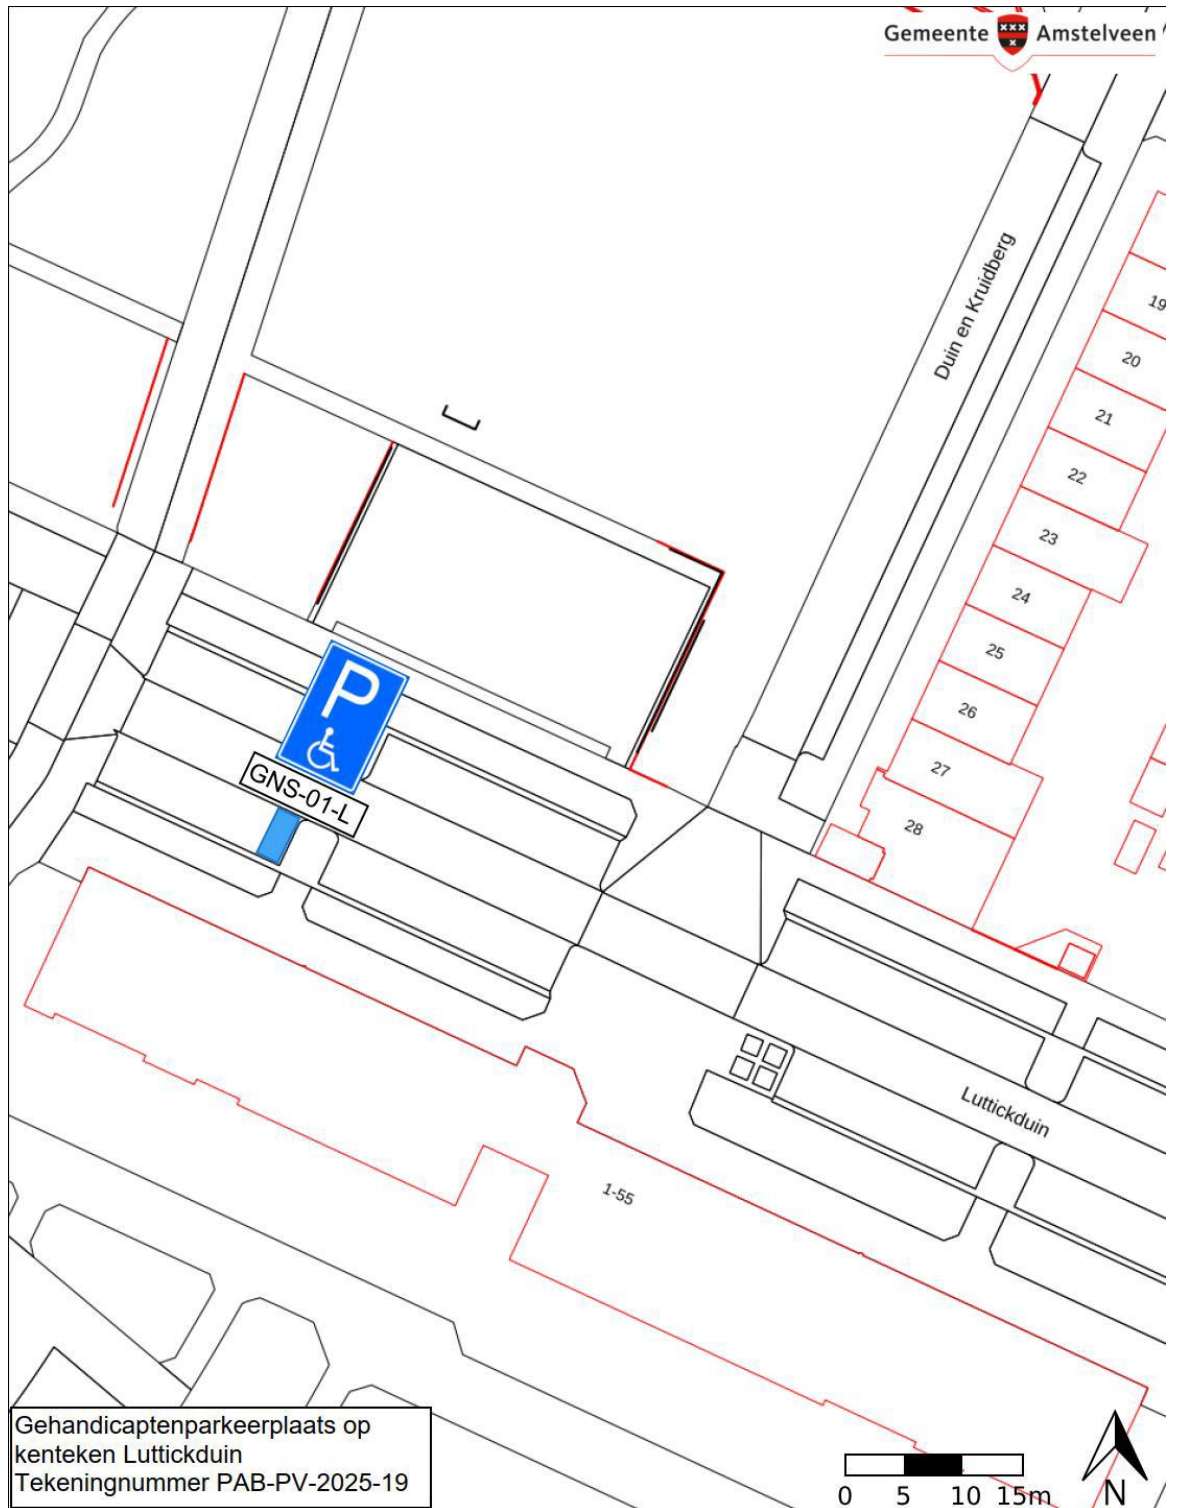 Gemeente Amstelveen
Duin en Kruidberg
19
20
21
22
23
24
25
26
27
28
P
GNS-01-L
Luttickduin
1-55
Gehandicaptenparkeerplaats op
kenteken Luttickduin
Tekeningnummer PAB-PV-2025-19
0 5 10 15m
N